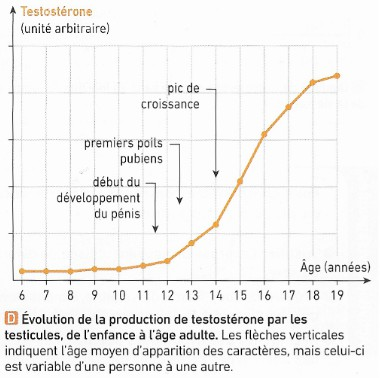 Testostérone
(unité arbitraire)
pic de
croissance
premiers poils
pubiens
début du
développement
du pénis
Âge (années)
6 7 8 9 10 11 12 13 14 15 16 17 18 19
D Évolution de la production de testostérone par les
testicules, de l'enfance à l'âge adulte. Les flèches verticales
indiquent l'âge moyen d'apparition des caractères, mais celui-ci
est variable d'une personne à une autre.